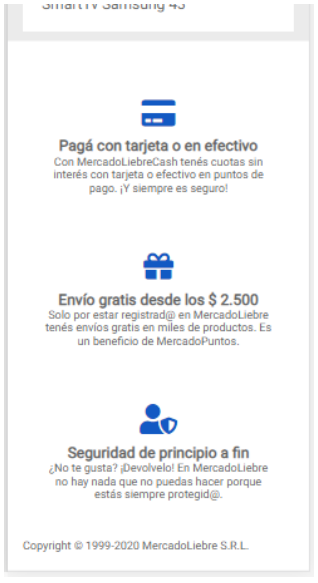 SmartTV Samsung 43
Pagá con tarjeta o en efectivo
Con MercadoLiebreCash tenés cuotas sin
interés con tarjeta o efectivo en puntos de
pago. ¡Y siempre es seguro!
Envío gratis desde los $ 2.500
Solo por estar registrad@ en MercadoLiebre
tenés envíos gratis en miles de productos. Es
un beneficio de MercadoPuntos.
Seguridad de principio a fin
¿No te gusta? ¡Devolvelo! En MercadoLiebre
no hay nada que no puedas hacer porque
estás siempre protegid@.
Copyright © 1999-2020 MercadoLiebre S.R.L.